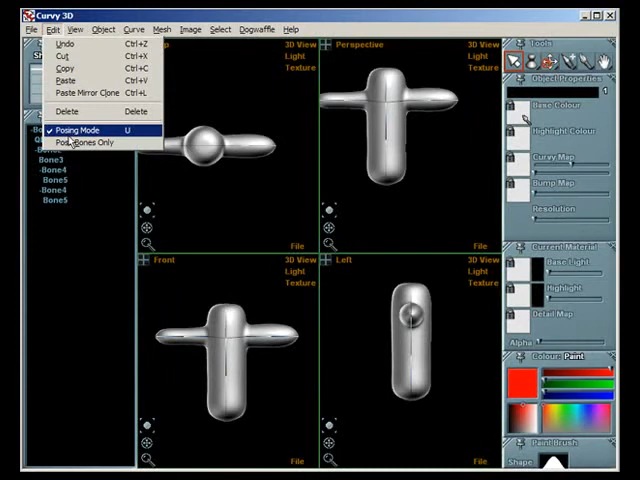 Curvy 3D
File Edit View Object Curve Mesh Image Select Dogwaffle Help
Undo Ctrl+Z
Cut Ctrl+X
Copy Ctrl+C
Paste Ctrl+V
Paste Mirror Clone Ctrl+L
Delete Delete
Posing Mode U
Bones Only
Bone3
-Bone4
Bone5
-Bone4
Bone5
3D View
Light
Texture
File
Perspective
3D View
Light
Texture
File
Front
3D View
Light
Texture
File
Left
3D View
Light
Texture
File
Tools
Object Properties
1
Base Colour
Highlight Colour
Curvy Map
Bump Map
Resolution
Current Material
Base Light
Highlight
Detail Map
Alpha
Colour: Paint
Paint Brush
Shape